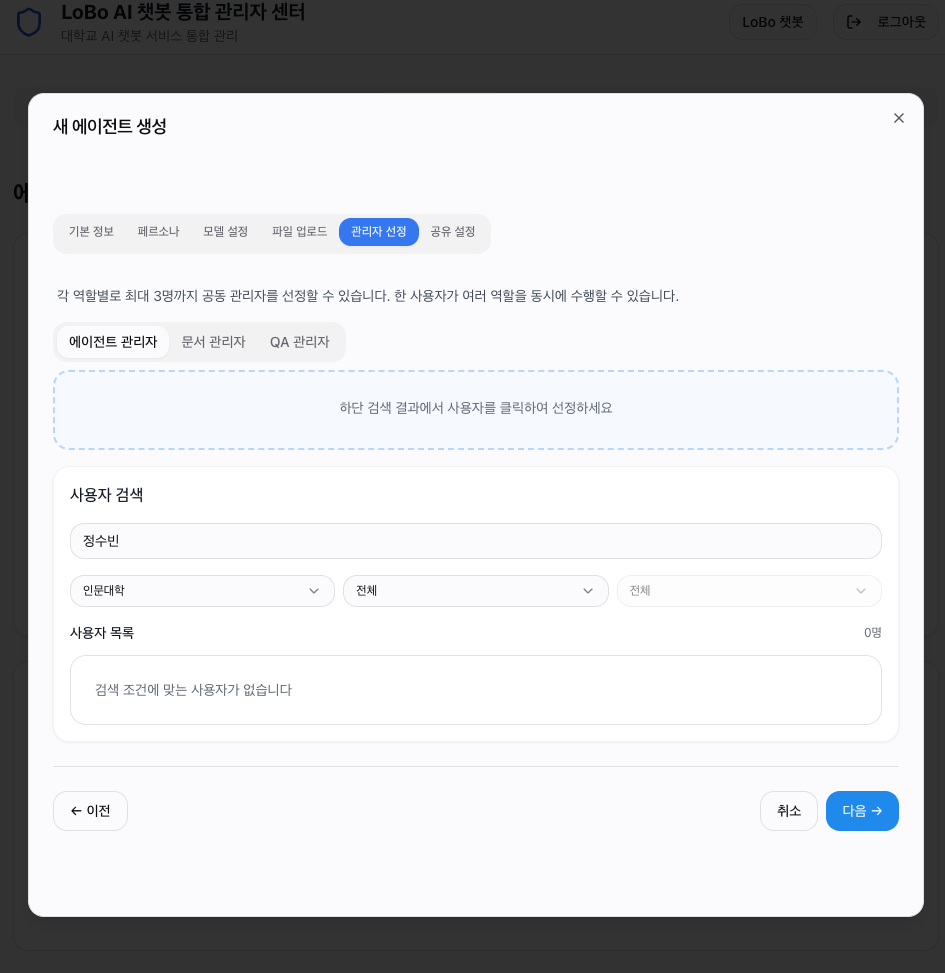 LoBo AI 챗봇 통합 관리자 센터
대학교 AI 챗봇 서비스 통합 관리
LoBo 챗봇
로그아웃
에
새 에이전트 생성
기본 정보 페르소나 모델 설정 파일 업로드 관리자 선정 공유 설정
각 역할별로 최대 3명까지 공동 관리자를 선정할 수 있습니다. 한 사용자가 여러 역할을 동시에 수행할 수 있습니다.
에이전트 관리자 문서 관리자 QA 관리자
하단 검색 결과에서 사용자를 클릭하여 선정하세요
사용자 검색
정수빈
인문대학 전체 전체
사용자 목록 0명
검색 조건에 맞는 사용자가 없습니다
← 이전 취소 다음 →